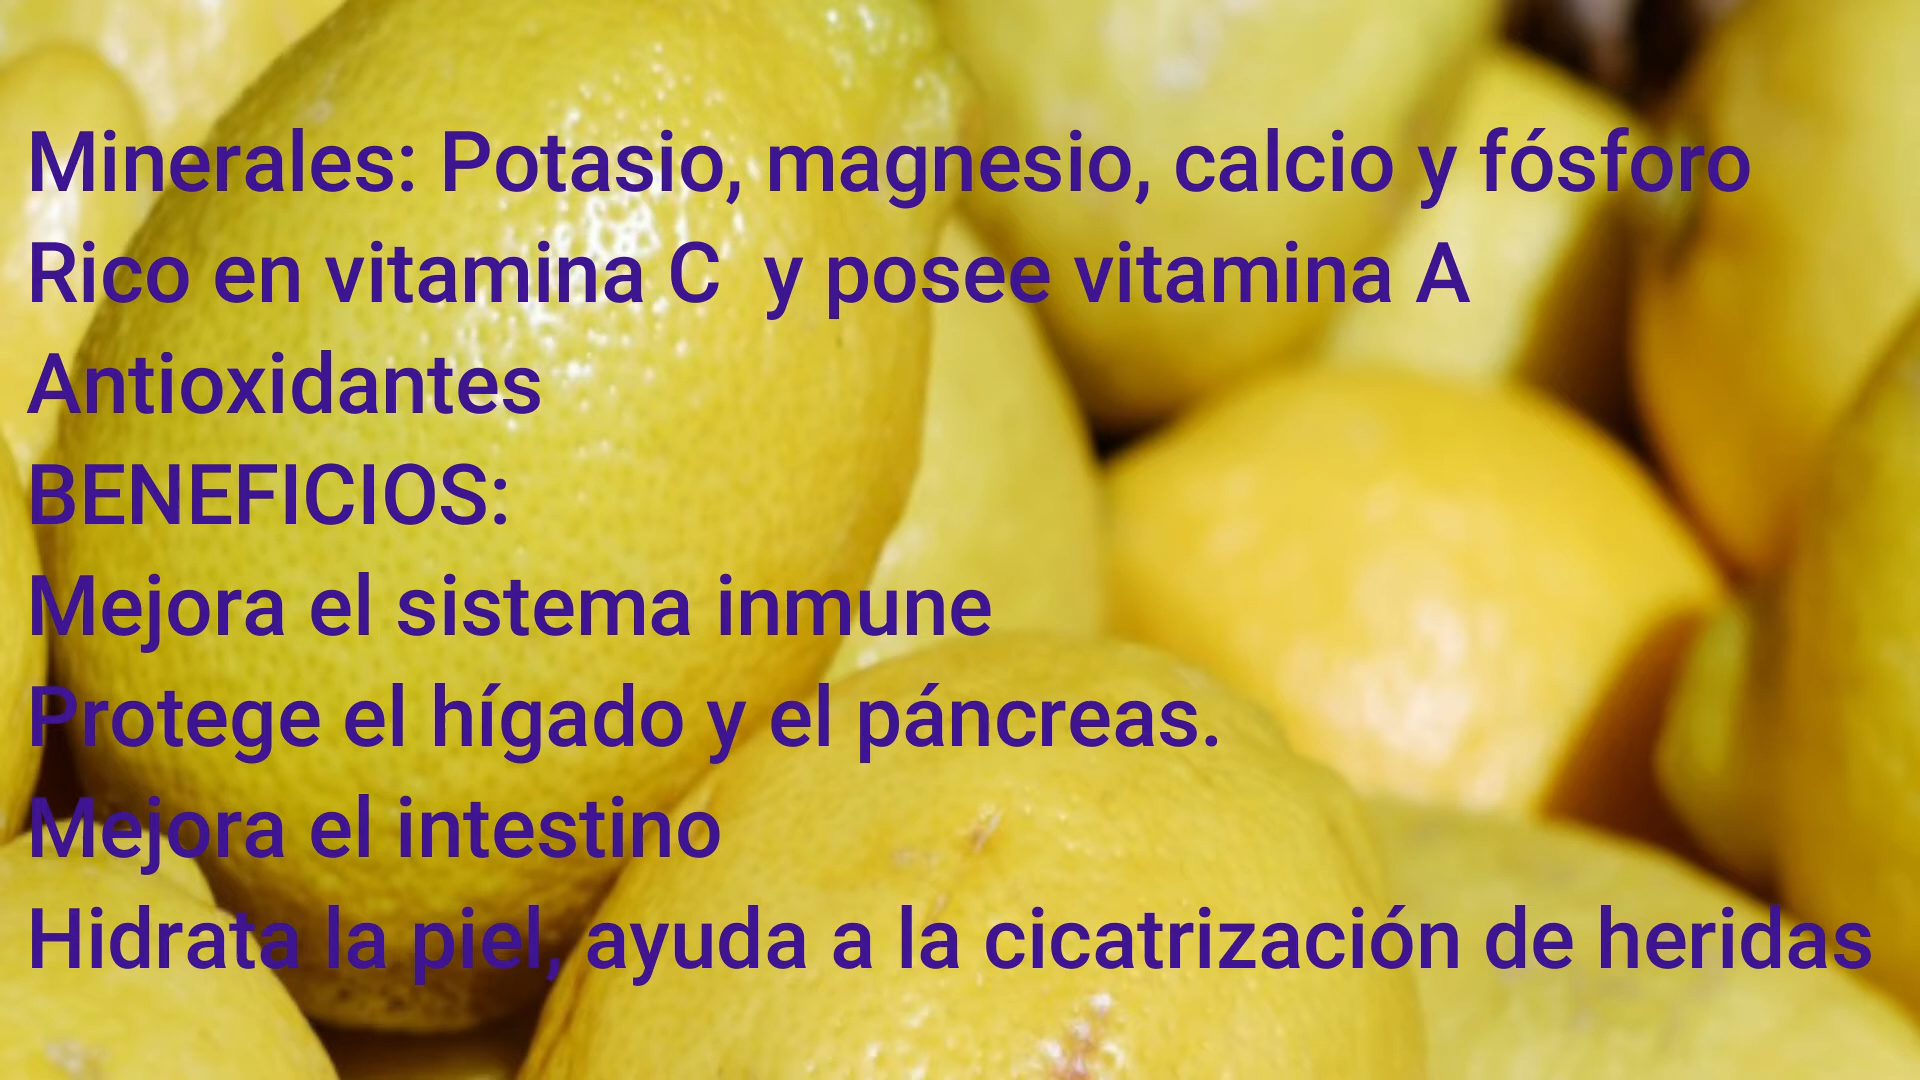 Minerales: Potasio, magnesio, calcio y fósforo
Rico en vitamina C  y posee vitamina A
Antioxidantes
BENEFICIOS:
Mejora el sistema inmune
Protege el hígado y el páncreas.
Mejora el intestino
Hidrata la piel, ayuda a la cicatrización de heridas